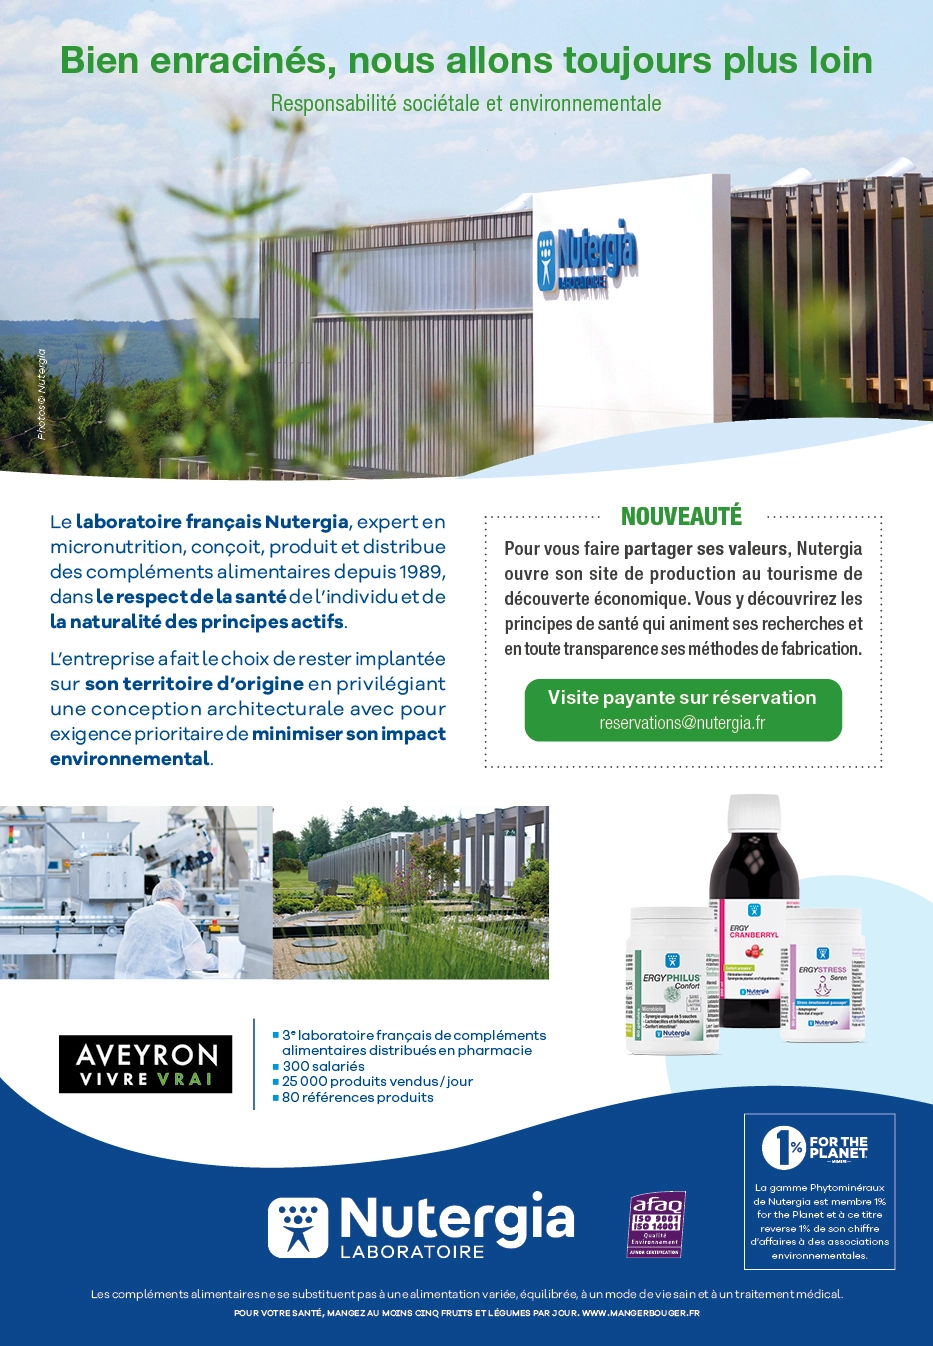 Bien enracinés, nous allons toujours plus loin
Responsabilité sociétale et environnementale
Nutergia
LABORATOIRE
Photos © Nutergia
Le laboratoire français Nutergia, expert en
micronutrition, conçoit, produit et distribue
des compléments alimentaires depuis 1989,
dans le respect de la santé de l'individu et de
la naturalité des principes actifs.
L'entreprise a fait le choix de rester implantée
sur son territoire d'origine en privilégiant
une conception architecturale avec pour
exigence prioritaire de minimiser son impact
environnemental.
NOUVEAUTÉ
Pour vous faire partager ses valeurs, Nutergia
ouvre son site de production au tourisme de
découverte économique. Vous y découvrirez les
principes de santé qui animent ses recherches et
en toute transparence ses méthodes de fabrication.
Visite payante sur réservation
reservations@nutergia.fr
ERGY
CRANBERRYL
Nutergia
ERGYPHILUS
Confort
Nutergia
ERGYSTRESS
Seren
Stress émotionnel passager
Nutergia
AVEYRON
VIVRE VRAI
3e laboratoire français de compléments
alimentaires distribués en pharmacie
300 salariés
25 000 produits vendus / jour
80 références produits
1% FOR THE
PLANET
La gamme Phytominéraux
de Nutergia est membre 1%
for the Planet et à ce titre
reverse 1% de son chiffre
d'affaires à des associations
environnementales.
Nutergia
LABORATOIRE
afaq
ISO 9001
ISO 14001
Qualité
Environnement
AFNOR CERTIFICATION
Les compléments alimentaires ne se substituent pas à une alimentation variée, équilibrée, à un mode de vie sain et à un traitement médical.
POUR VOTRE SANTÉ, MANGEZ AU MOINS CINQ FRUITS ET LÉGUMES PAR JOUR. WWW.MANGERBOUGER.FR